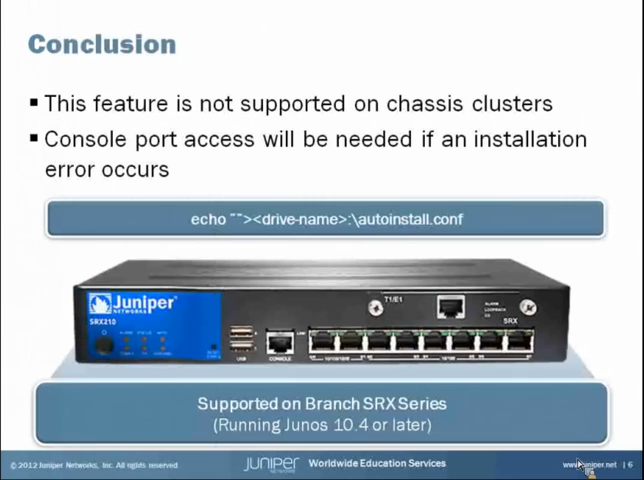 Conclusion
▪ This feature is not supported on chassis clusters
▪ Console port access will be needed if an installation
error occurs
echo ˜˜><drive-name>:\autoinstall.conf
Juniper
NETWORKS
SRX210
T1/E1
SRX
USB
CONSOLE
Supported on Branch SRX Series
(Running Junos 10.4 or later)
© 2012 Juniper Networks, Inc. All rights reserved
JUNIPER
NETWORKS
Worldwide Education Services
www.juniper.net | 6